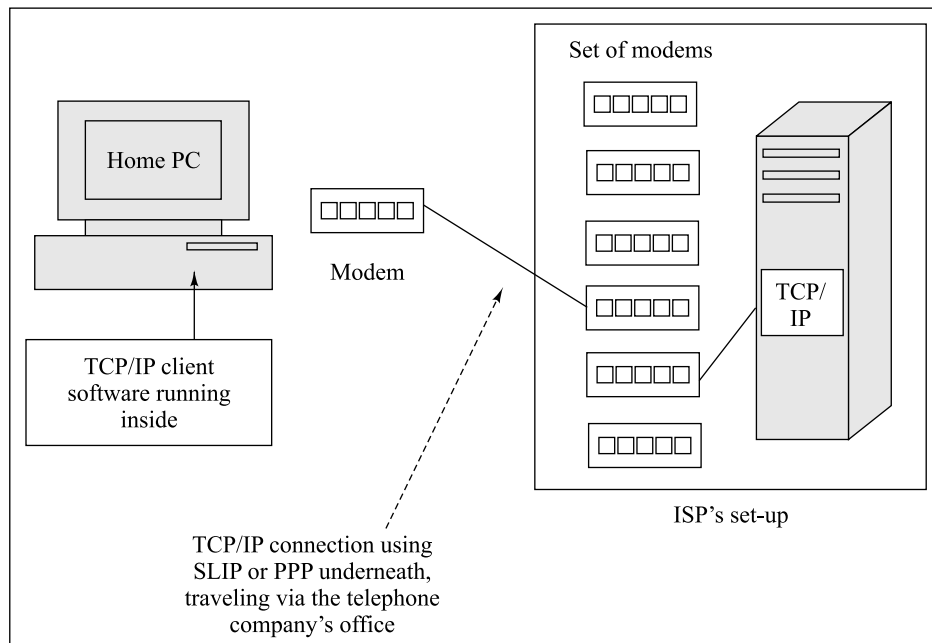 Set of modems
Home PC
Modem
TCP/
IP
TCP/IP client
software running
inside
ISP's set-up
TCP/IP connection using
SLIP or PPP underneath,
traveling via the telephone
company's office